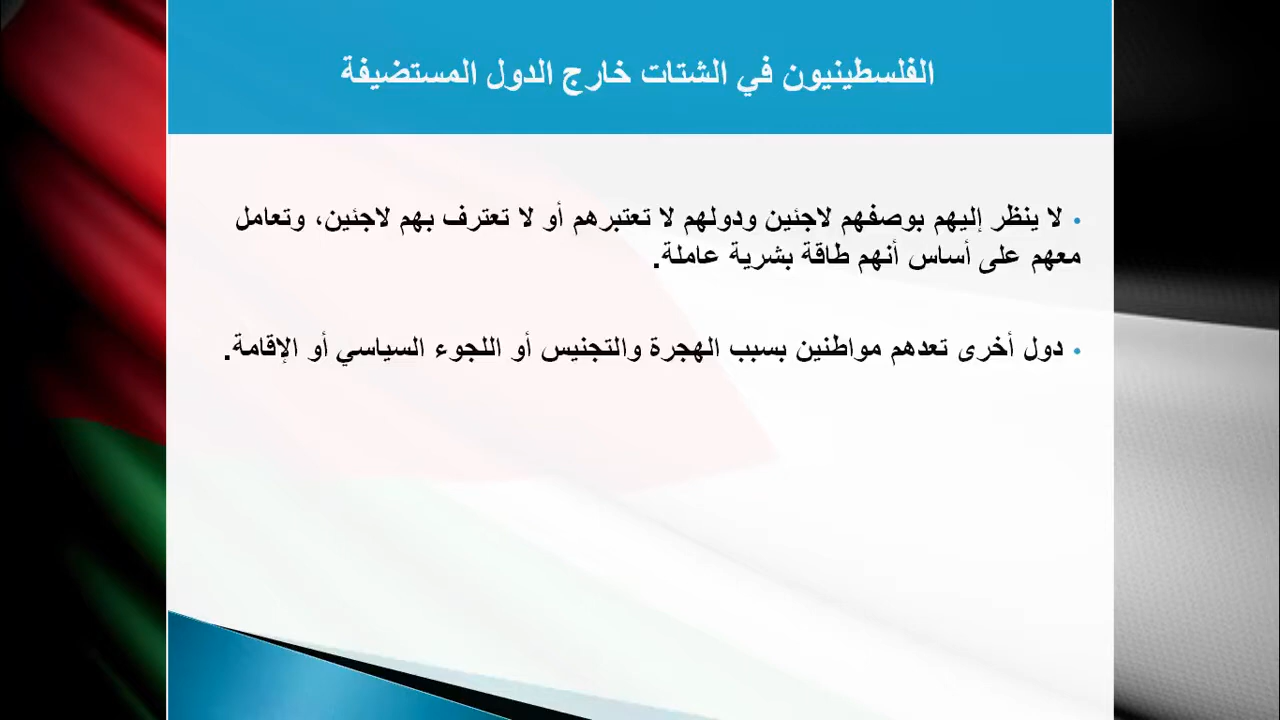 الفلسطينيون في الشتات خارج الدول المستضيفة
• لا ينظر إليهم بوصفهم لاجئين ودولهم لا تعتبرهم أو لا تعترف بهم لاجئين، وتعامل
معهم على أساس أنهم طاقة بشرية عاملة.
• دول أخرى تعدهم مواطنين بسبب الهجرة والتجنيس أو اللجوء السياسي أو الإقامة.